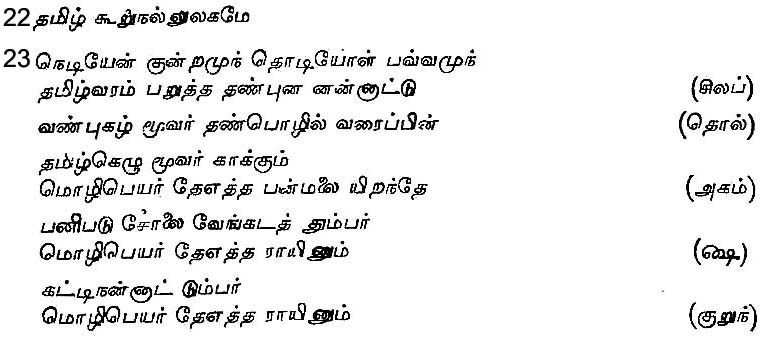 22 தமிழ் கூறுநல்லுலகமே
23 நெடியேன் குன்றமுந் தொடியோள் பவ்வமுந்
தமிழ்வரம் பறுத்த தண்புன னன்னாட்டு (சிலப்)
வண்புகழ் மூவர் தண்பொழில் வரைப்பின் (தொல்)
தமிழ்கெழு மூவர் காக்கும்
மொழிபெயர் தேஎத்த பன்மலை யிறந்தே (அகம்)
பனிபடு சோலை வேங்கடத் தும்பர்
மொழிபெயர் தேஎத்த ராயினும் (ஷை)
கட்டிநன்னாட் டும்பர்
மொழிபெயர் தேஎத்த ராயினும் (குறுந்)